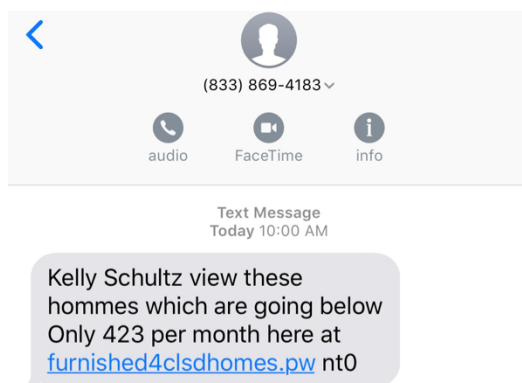 (833) 869-4183
audio FaceTime info
Text Message
Today 10:00 AM
Kelly Schultz view these
hommes which are going below
Only 423 per month here at
furnished4clsdhomes.pw nt0